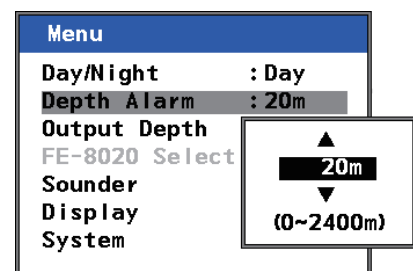 Menu
Day/Night : Day
Depth Alarm : 20m
Output Depth
FE-8020 Select
Sounder
Display
System
▲
20m
▼
(0~2400m)